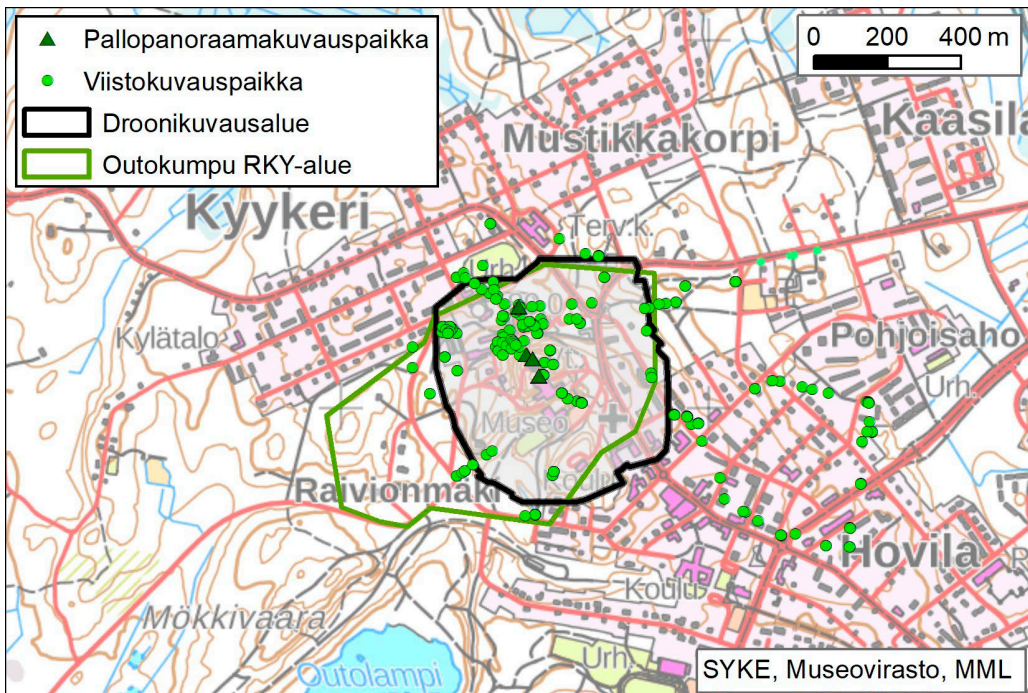 Pallopanoraamakuvauspaikka
Viistokuvauspaikka
Droonikuvausalue
Outokumpu RKY-alue
0 200 400 m
Mustikkakorpi
Kaasila
Kyykeri
Terv.k.
Urh.
Kylätalo
Pohjoisaho
Urh.
Museo
Koulu
Raivionmäki
Hovila
Koulu
Mökkivaara
Outolampi
Urh.
SYKE, Museovirasto, MML